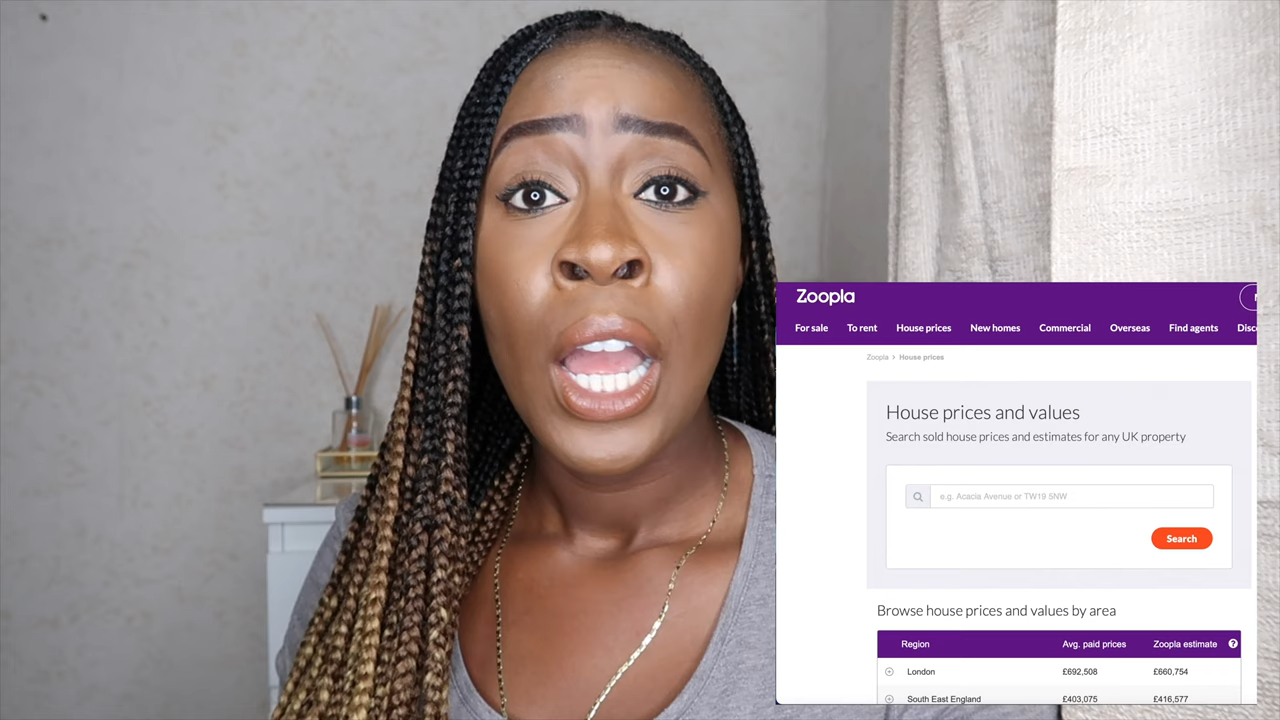 Zoopla
For sale To rent House prices New homes Commercial Overseas Find agents
Zoopla > House prices
House prices and values
Search sold house prices and estimates for any UK property
e.g. Acacia Avenue or TW19 5NW
Search
Browse house prices and values by area
Region Avg. paid prices Zoopla estimate ?
London £692,508 £660,754
South East England £403,075 £416,577